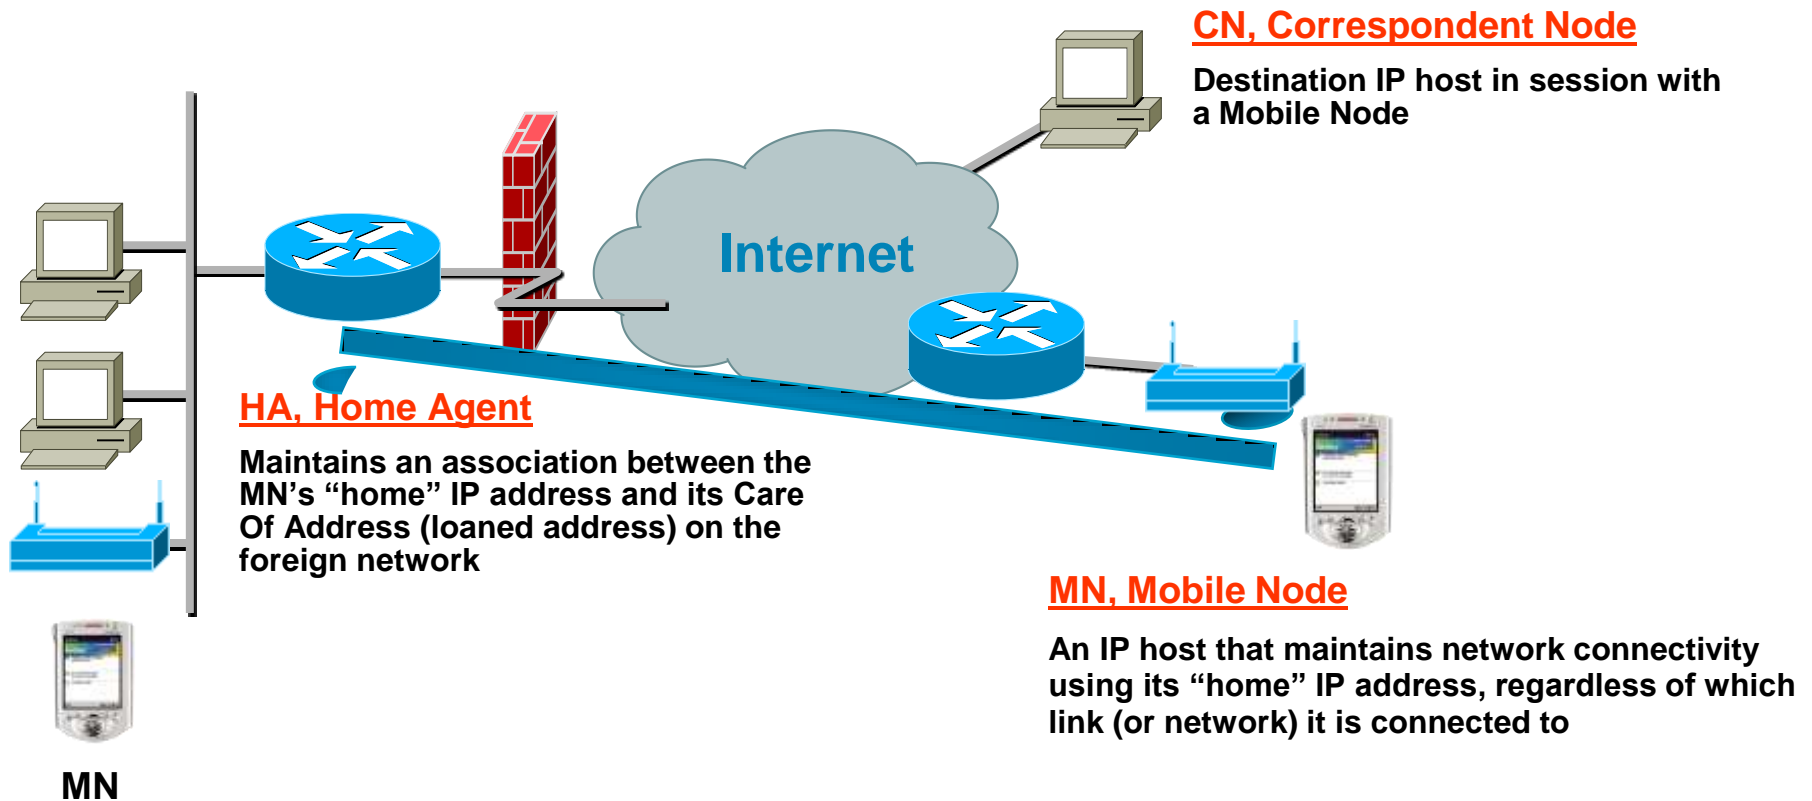 CN, Correspondent Node
Destination IP host in session with
a Mobile Node
Internet
HA, Home Agent
Maintains an association between the
MN’s “home” IP address and its Care
Of Address (loaned address) on the
foreign network
MN, Mobile Node
An IP host that maintains network connectivity
using its “home” IP address, regardless of which
link (or network) it is connected to
MN